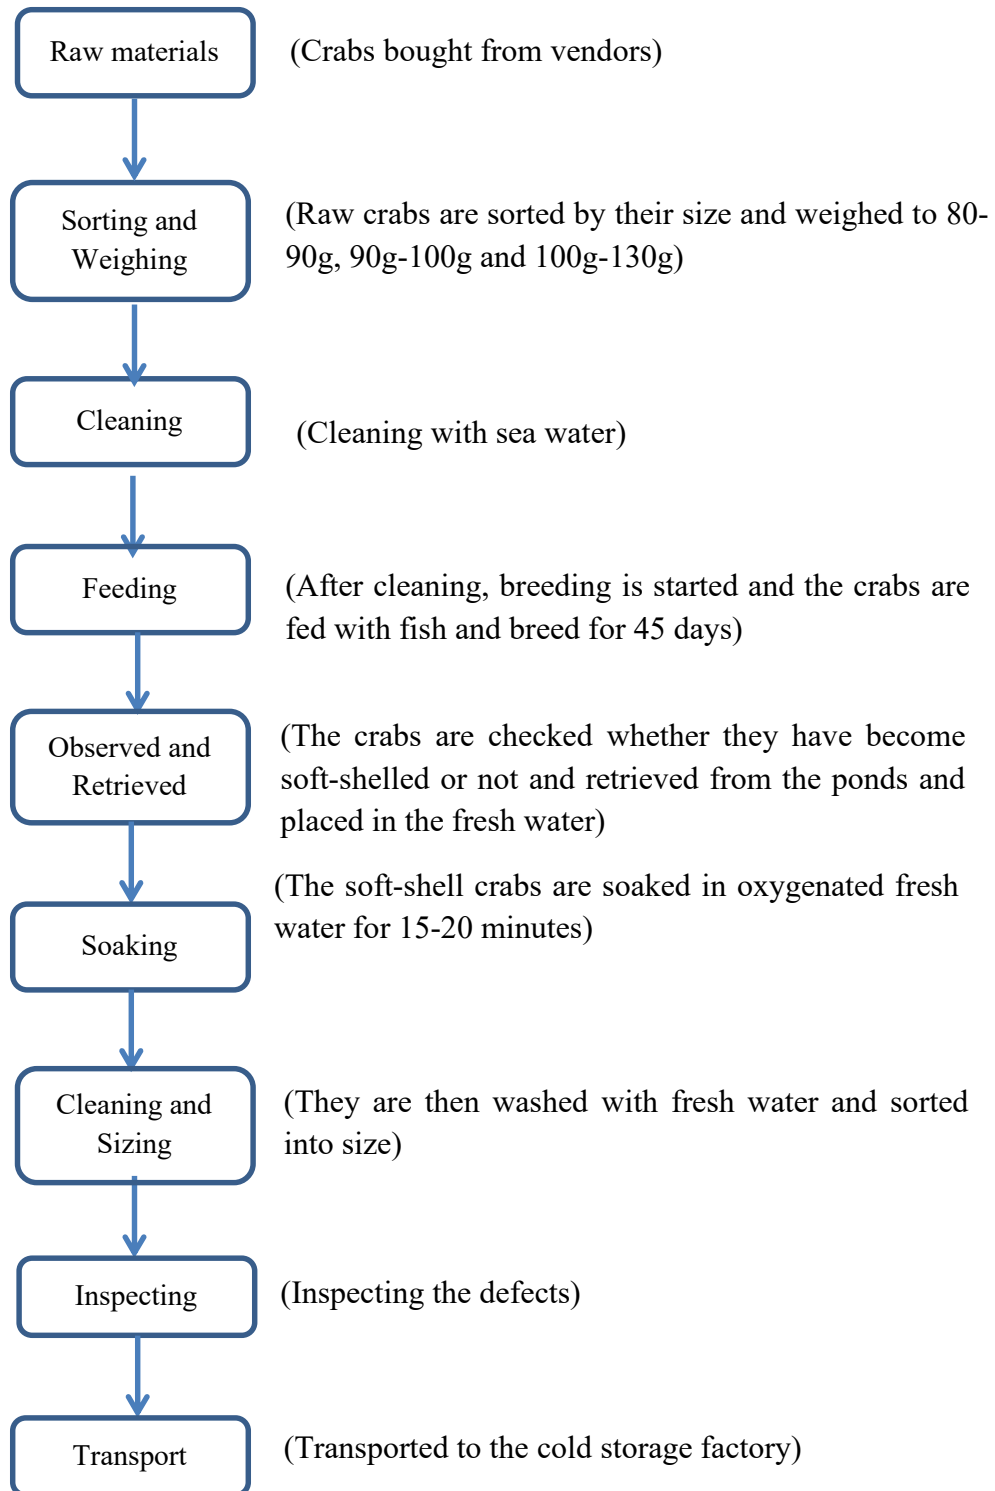 Raw materials
(Crabs bought from vendors)
Sorting and
Weighing
(Raw crabs are sorted by their size and weighed to 80-
90g, 90g-100g and 100g-130g)
Cleaning
(Cleaning with sea water)
Feeding
(After cleaning, breeding is started and the crabs are
fed with fish and breed for 45 days)
Observed and
Retrieved
(The crabs are checked whether they have become
soft-shelled or not and retrieved from the ponds and
placed in the fresh water)
Soaking
(The soft-shell crabs are soaked in oxygenated fresh
water for 15-20 minutes)
Cleaning and
Sizing
(They are then washed with fresh water and sorted
into size)
Inspecting
(Inspecting the defects)
Transport
(Transported to the cold storage factory)